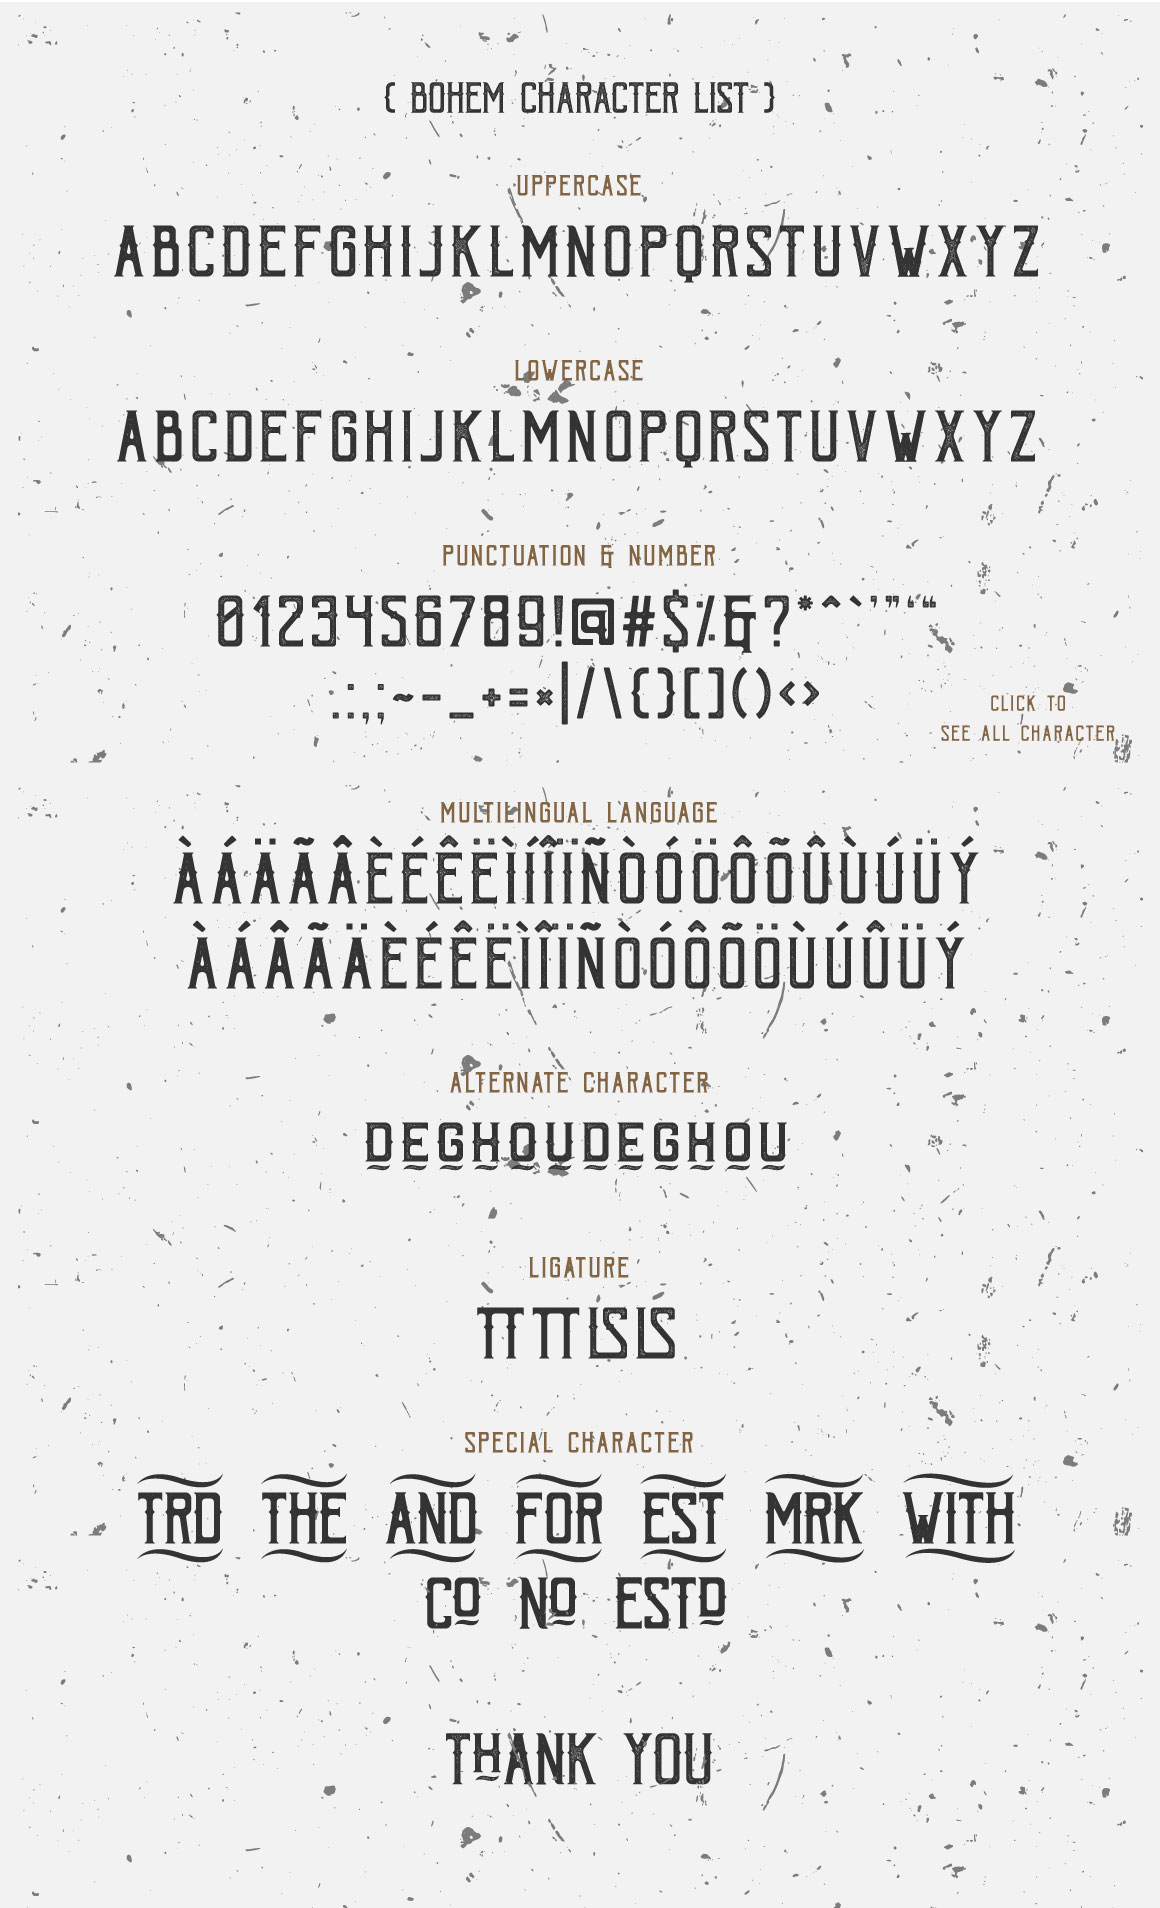 ( BOHEM CHARACTER LIST )
UPPERCASE
ABCDEFGHIJKLMNOPQRSTUVWXYZ
LOWERCASE
ABCDEFGHIJKLMNOPQRSTUVWXYZ
PUNCTUATION & NUMBER
0123456789!@#$%&?*^`’”‘“
.:,;~-_+=×|/\{}[]()<>
CLICK TO
SEE ALL CHARACTER
MULTILINGUAL LANGUAGE
ÀÁÄÃÂÈÉÊËÌÍÎÏÑÒÓÖÔÕÛÙÚÜÝ
ÀÁÂÃÄÈÉÊËÌÎÏÑÒÓÔÕÖÙÚÛÜÝ
ALTERNATE CHARACTER
DEGHOUDEGHOU
LIGATURE
TT TT LS LS
SPECIAL CHARACTER
TRD THE AND FOR EST MRK WITH
CO NO ESTD
THANK YOU